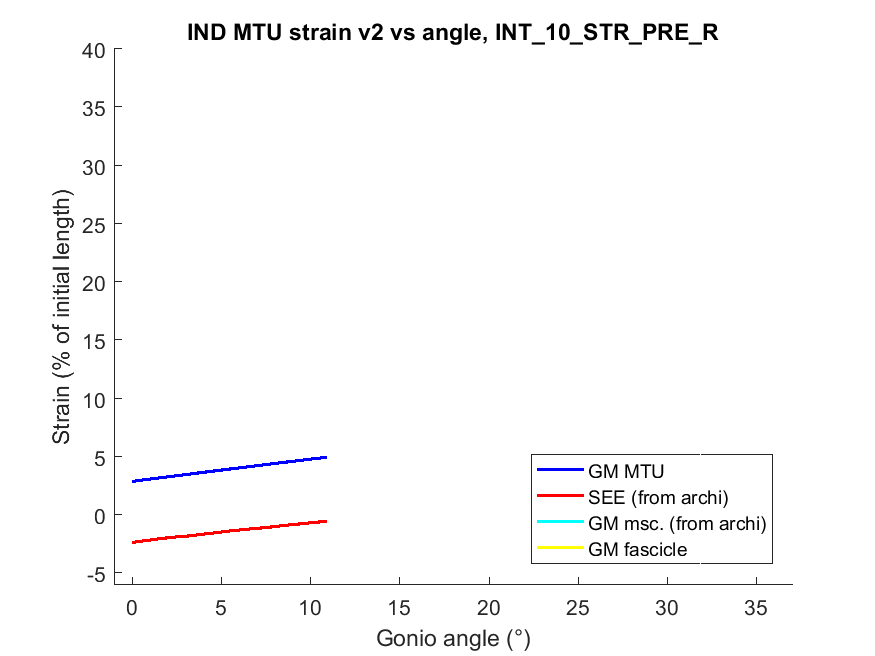 IND MTU strain v2 vs angle, INT_10_STR_PRE_R
40
35
30
25
20
15
10
5
0
-5
Strain (% of initial length)
0 5 10 15 20 25 30 35
Gonio angle (°)
GM MTU
SEE (from archi)
GM msc. (from archi)
GM fascicle